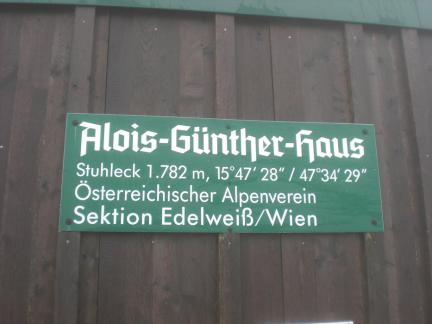 Alois-Günther-Haus
Stuhleck 1.782 m, 15°47' 28" / 47°34' 29"
Österreichischer Alpenverein
Sektion Edelweiß/Wien